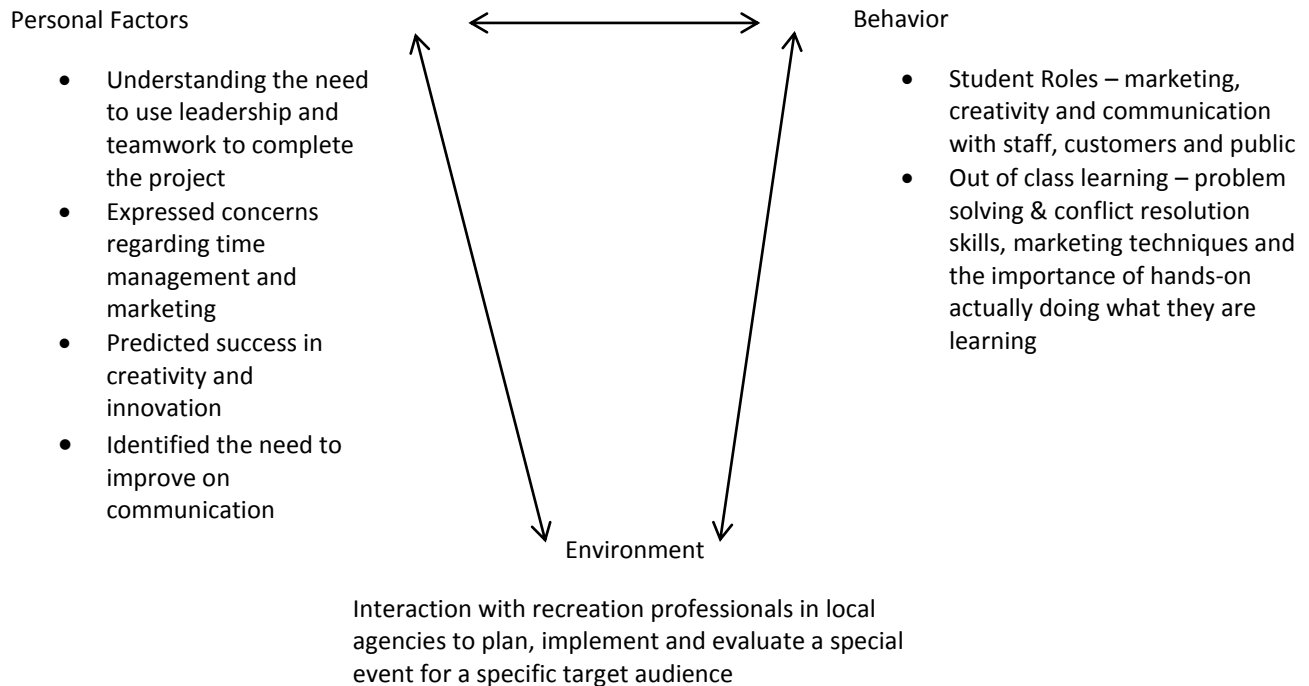 Personal Factors
• Understanding the need
to use leadership and
teamwork to complete
the project
• Expressed concerns
regarding time
management and
marketing
• Predicted success in
creativity and
innovation
• Identified the need to
improve on
communication
Behavior
• Student Roles – marketing,
creativity and communication
with staff, customers and public
• Out of class learning – problem
solving & conflict resolution
skills, marketing techniques and
the importance of hands-on
actually doing what they are
learning
Environment
Interaction with recreation professionals in local
agencies to plan, implement and evaluate a special
event for a specific target audience